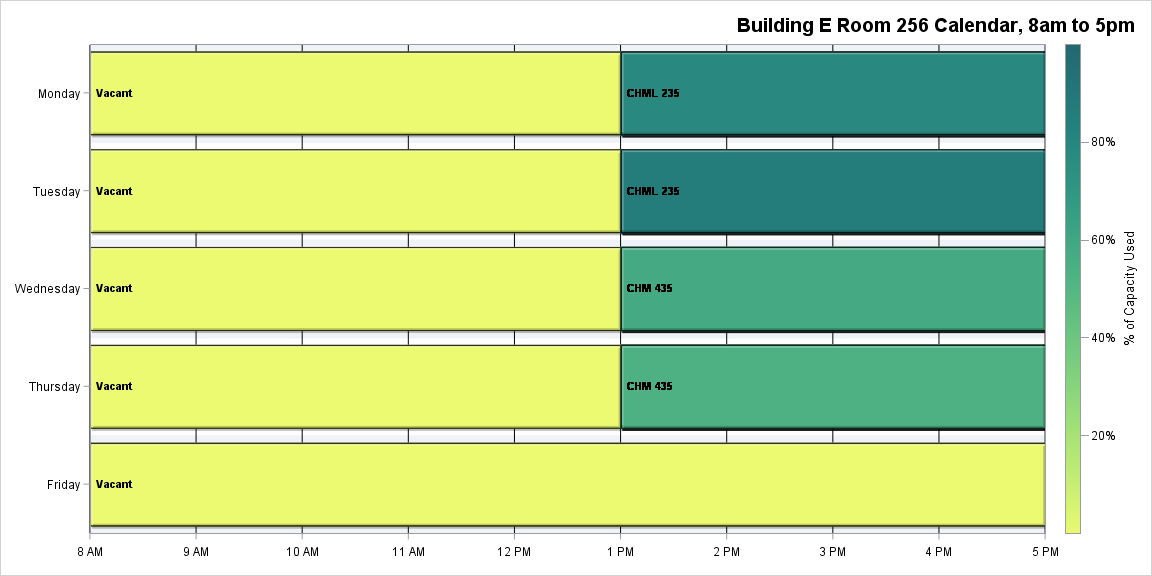 Building E Room 256 Calendar, 8am to 5pm
Monday
Vacant
CHML 235
Tuesday
Vacant
CHML 235
Wednesday
Vacant
CHM 435
Thursday
Vacant
CHM 435
Friday
Vacant
8 AM
9 AM
10 AM
11 AM
12 PM
1 PM
2 PM
3 PM
4 PM
5 PM
80%
60%
40%
20%
% of Capacity Used